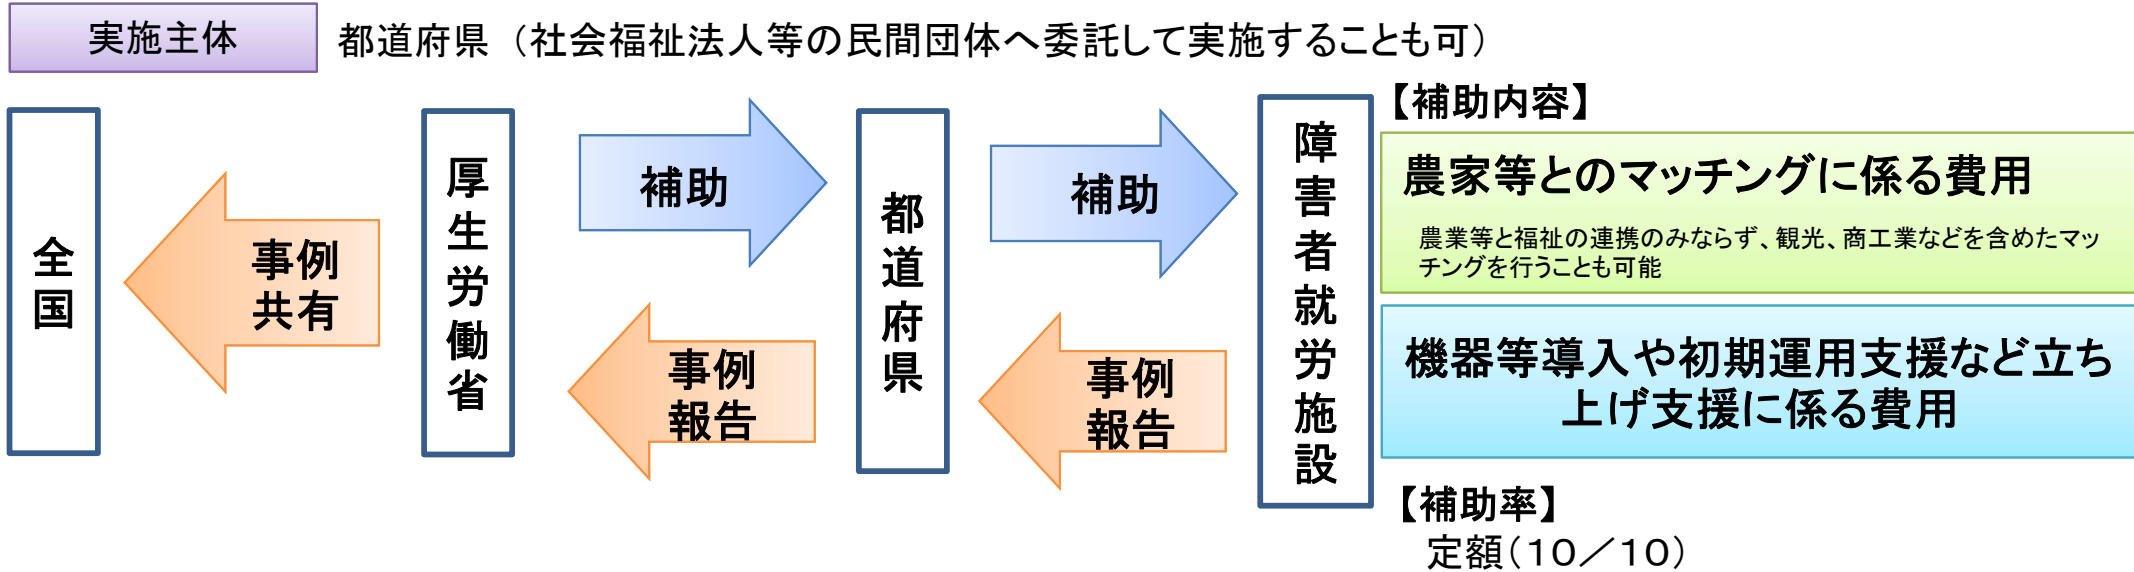 実施主体
都道府県（社会福祉法人等の民間団体へ委託して実施することも可）
全国
事例
共有
厚生労働省
補助
事例
報告
都道府県
補助
事例
報告
障害者就労施設
【補助内容】
農家等とのマッチングに係る費用
農業等と福祉の連携のみならず、観光、商工業などを含めたマッ
チングを行うことも可能
機器等導入や初期運用支援など立ち
上げ支援に係る費用
【補助率】
定額（１０／１０）